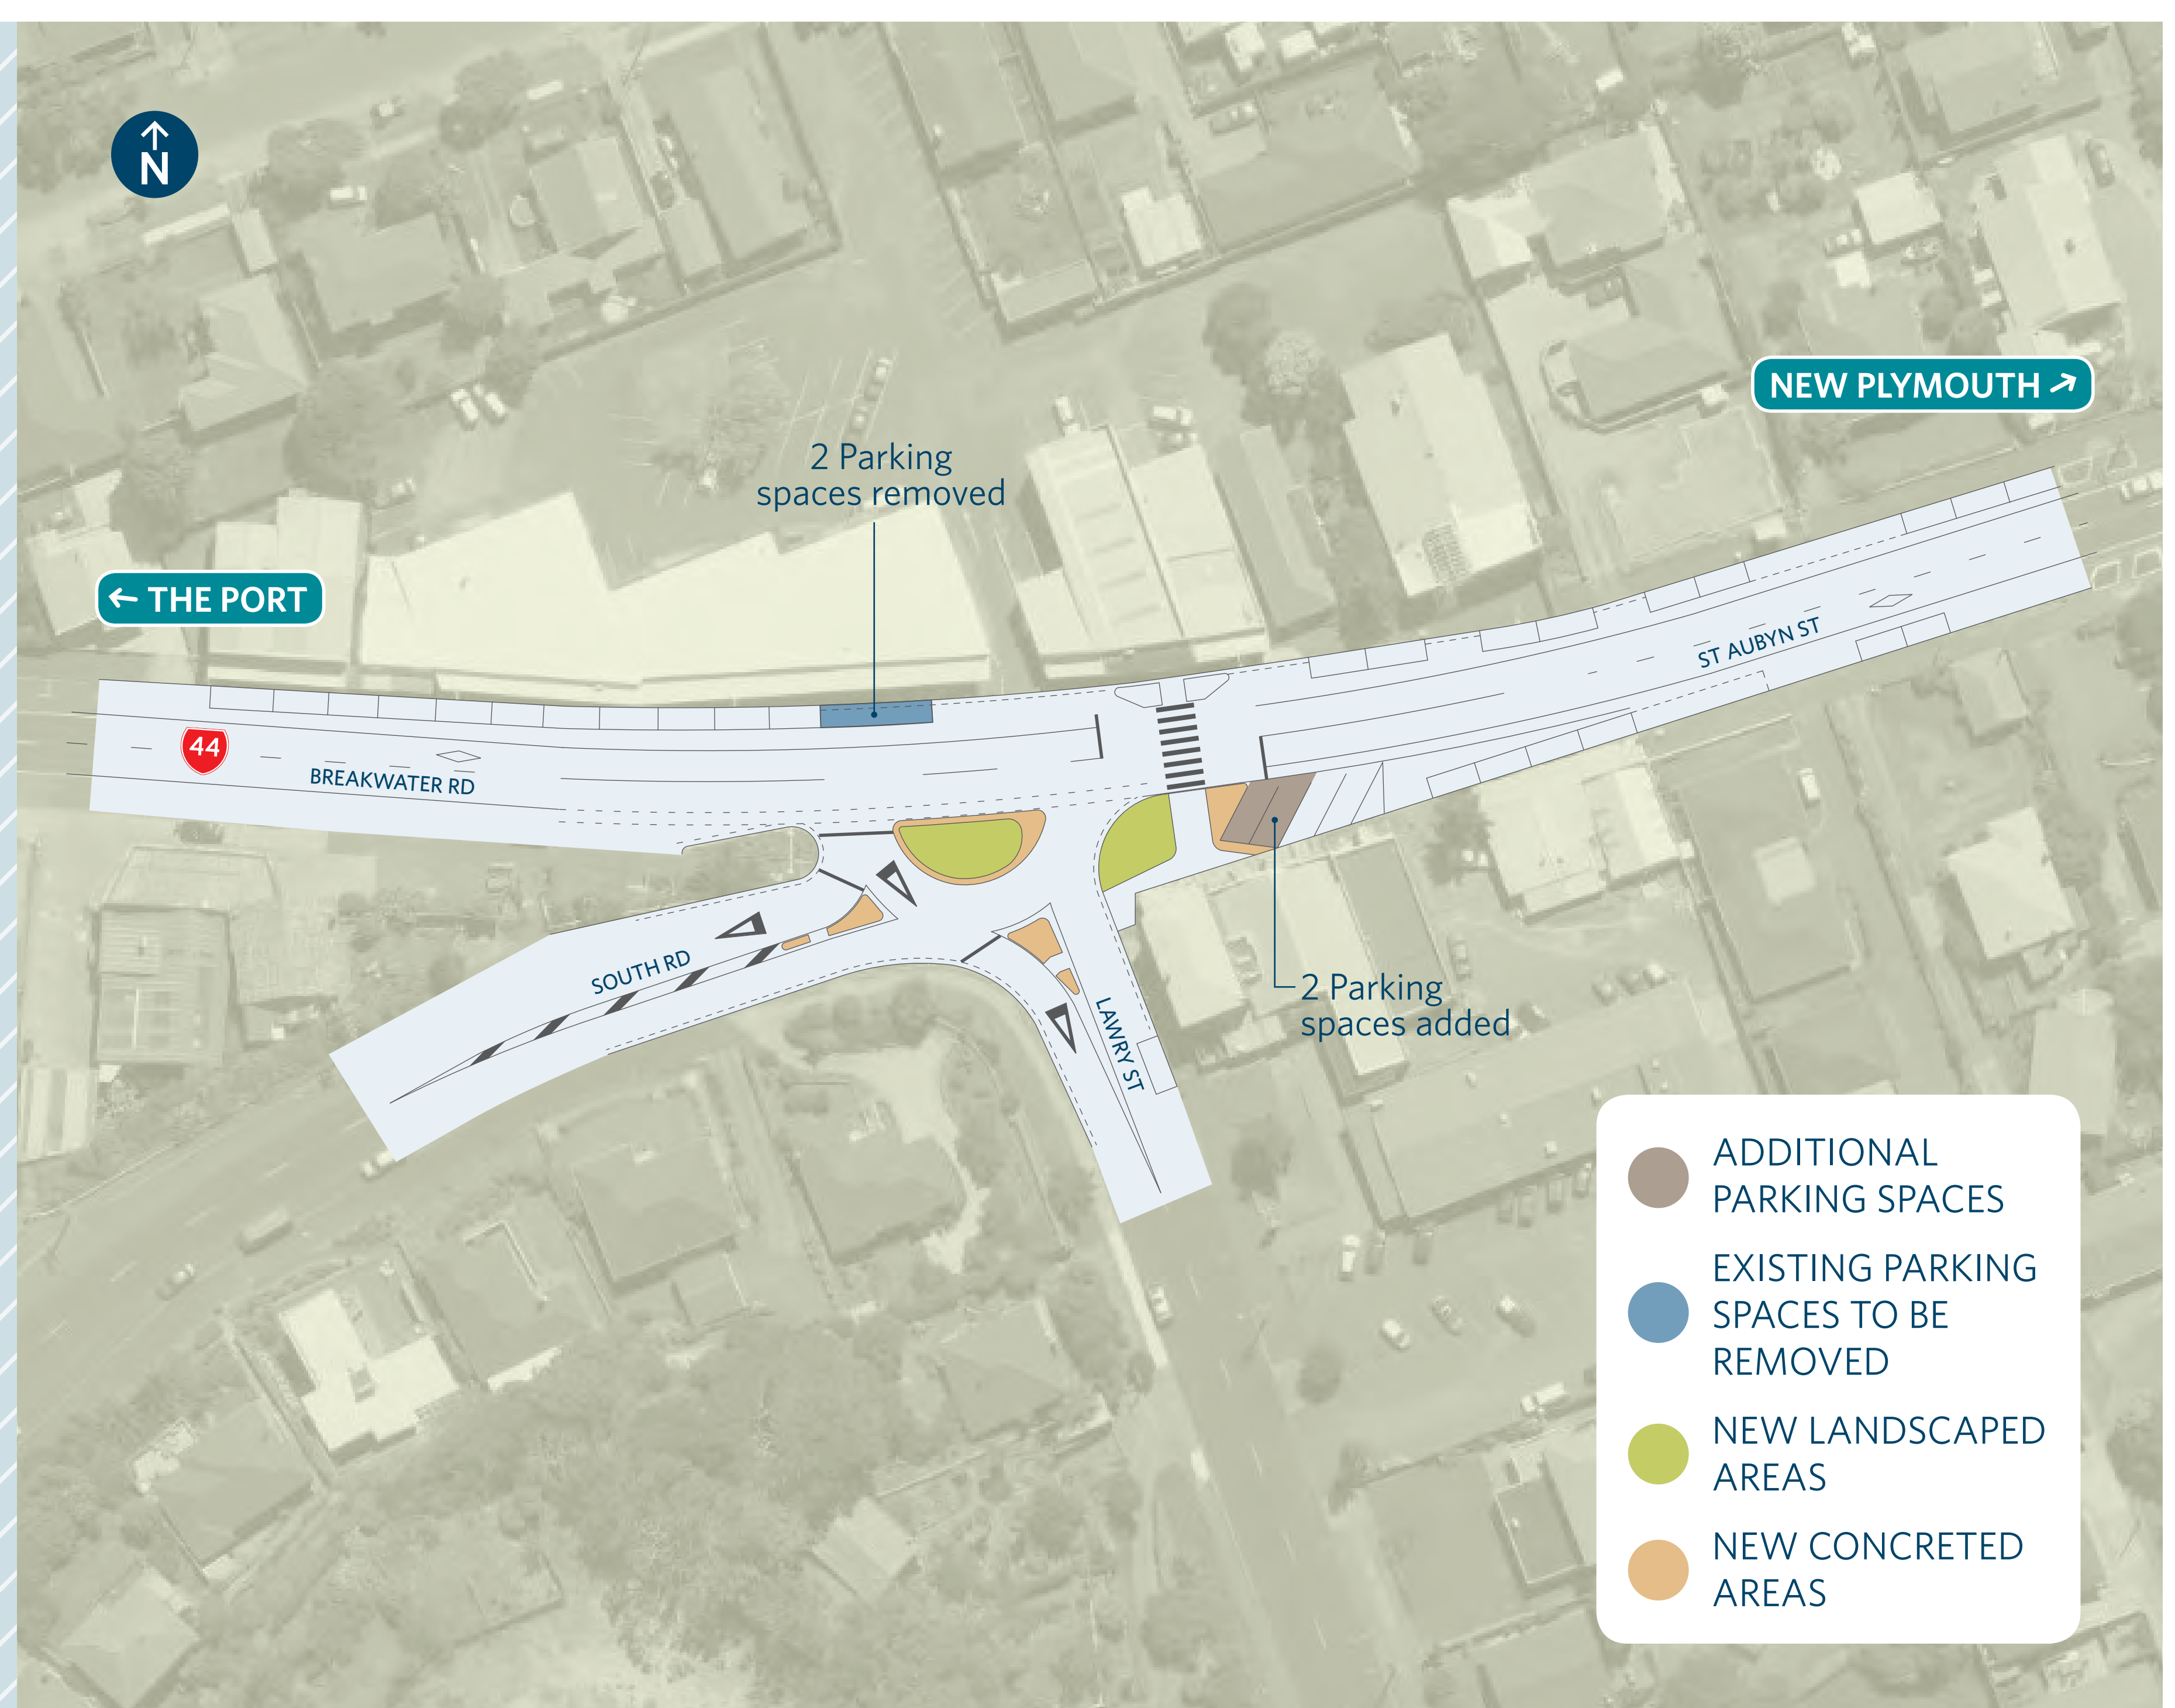 N
NEW PLYMOUTH ↗
2 Parking
spaces removed
← THE PORT
ST AUBYN ST
44
BREAKWATER RD
SOUTH RD
LAWRY ST
2 Parking
spaces added
ADDITIONAL
PARKING SPACES
EXISTING PARKING
SPACES TO BE
REMOVED
NEW LANDSCAPED
AREAS
NEW CONCRETED
AREAS